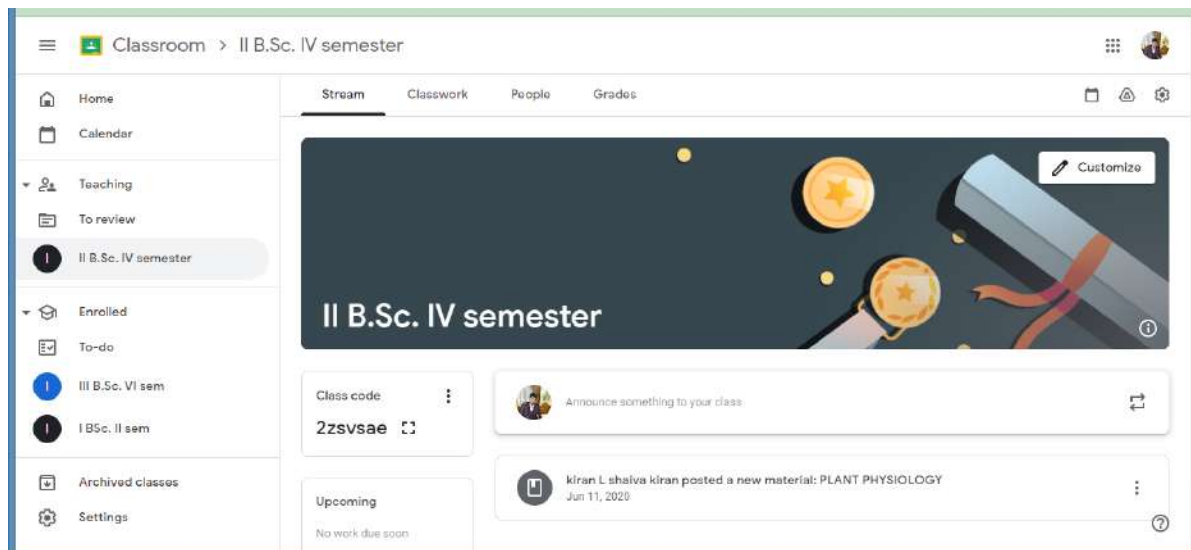 Classroom > II B.Sc. IV semester
Home
Calendar
Teaching
To review
I II B.Sc. IV semester
Enrolled
To-do
I III B.Sc. VI sem
I I BSc. II sem
Archived classes
Settings
Stream Classwork People Grades
Customize
II B.Sc. IV semester
Class code
2zsvsae
Upcoming
No work due soon
Announce something to your class
kiran L shaiva kiran posted a new material: PLANT PHYSIOLOGY
Jun 11, 2020